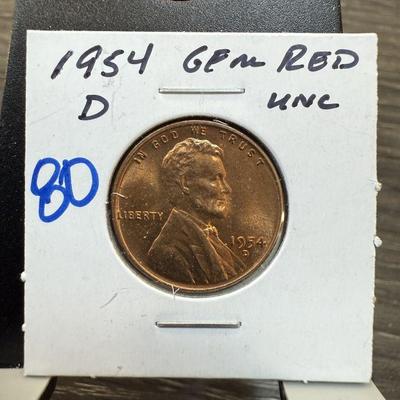 1954 GEM RED
D UNC
80
IN GOD WE TRUST
LIBERTY
1954
D